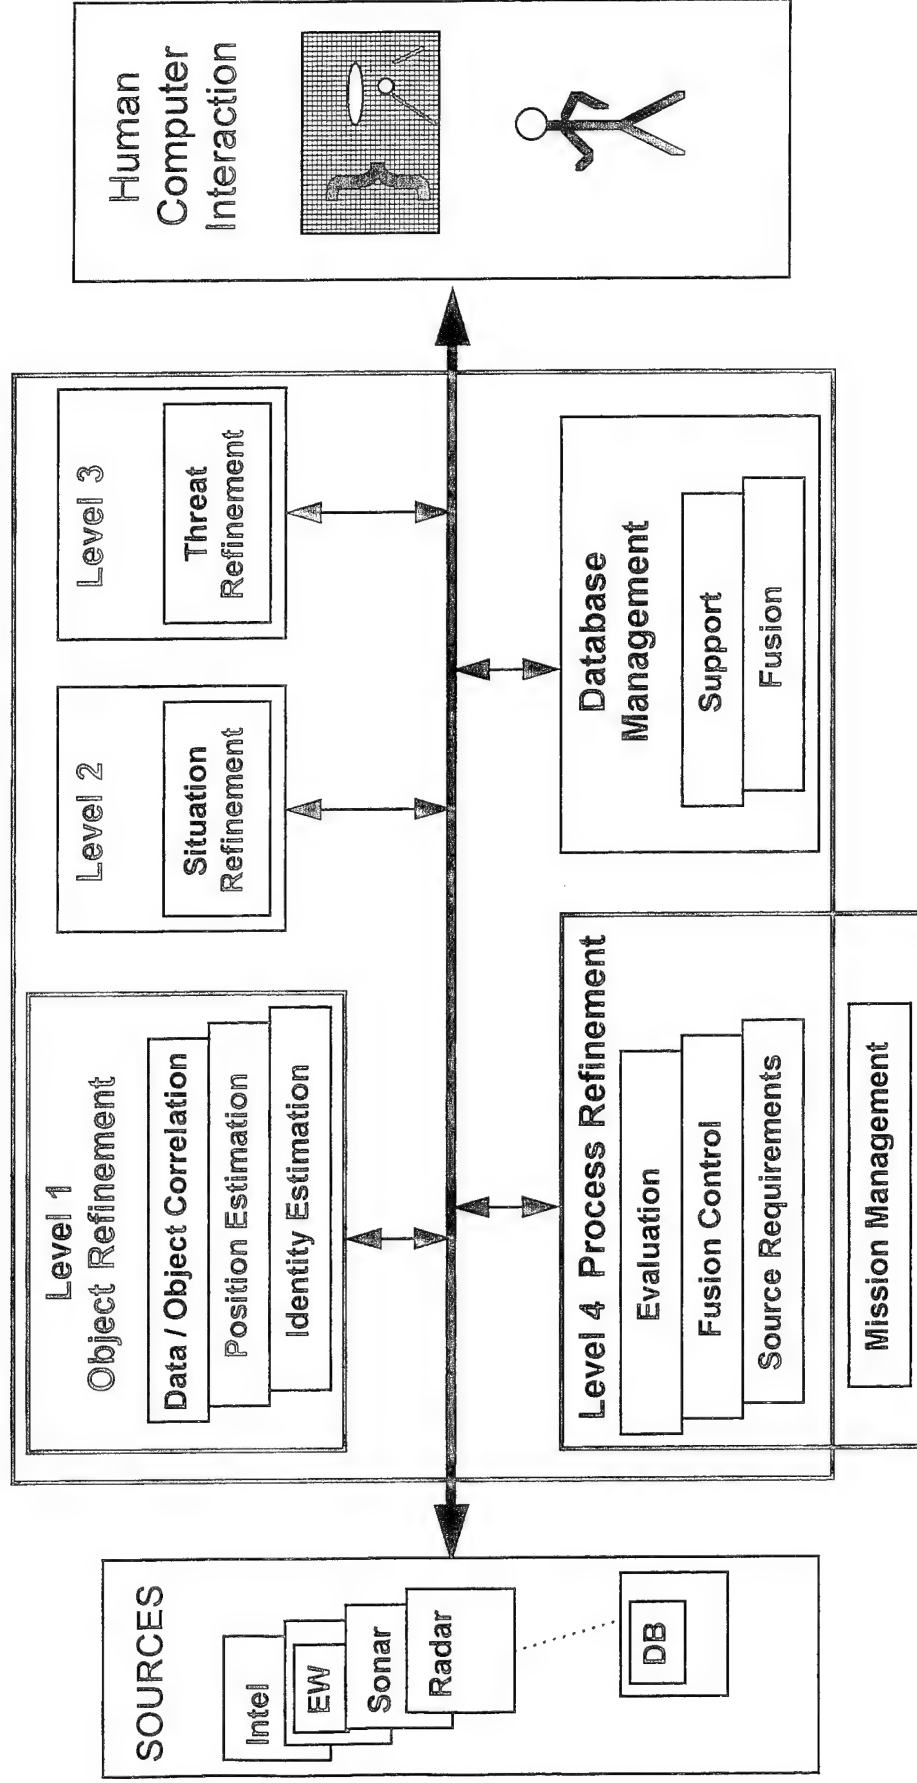 SOURCES
Intel
EW
Sonar
Radar
DB
Level 1
Object Refinement
Data / Object Correlation
Position Estimation
Identity Estimation
Level 2
Situation
Refinement
Level 3
Threat
Refinement
Level 4 Process Refinement
Evaluation
Fusion Control
Source Requirements
Mission Management
Database
Management
Support
Fusion
Human
Computer
Interaction